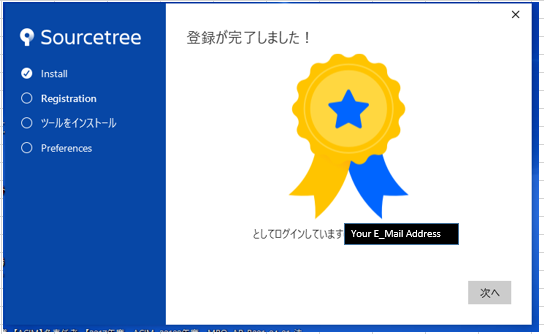 Sourcetree
Install
Registration
ツールをインストール
Preferences
登録が完了しました！
としてログインしています Your E_Mail Address
次へ